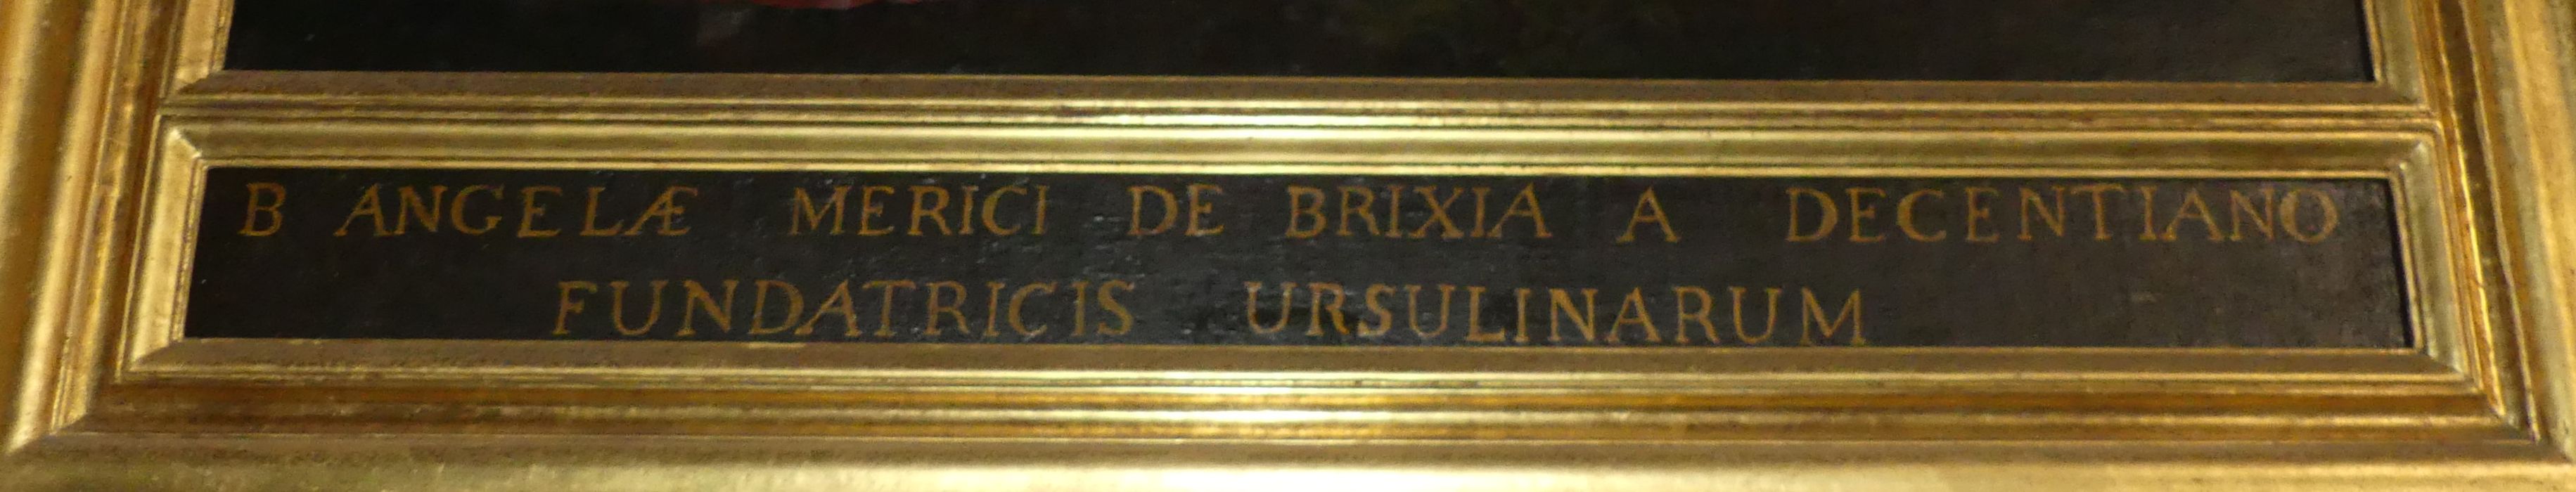 B ANGELÆ MERICI DE BRIXIA A DECENTIANO
FUNDATRICIS URSULINARUM